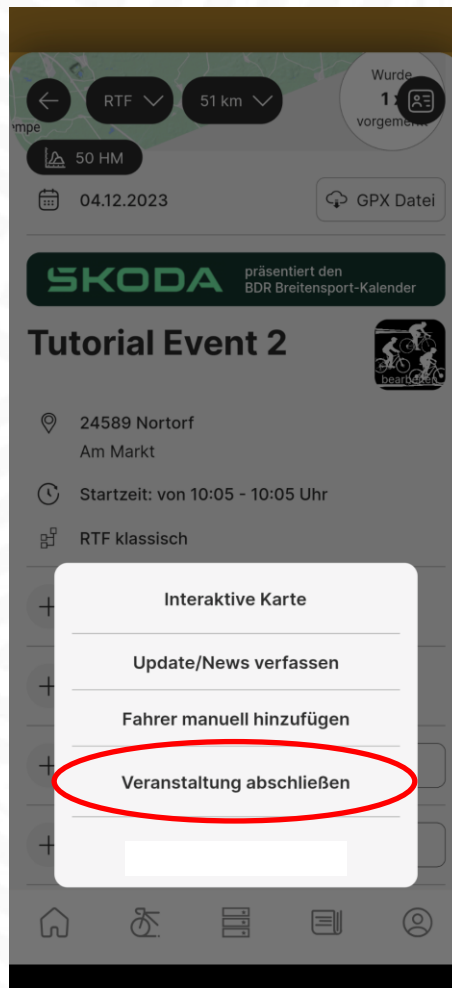 Wurde
RTF
51 km
1
mpe
vorgemerkt
50 HM
04.12.2023
GPX Datei
SKODA
präsentiert den
BDR Breitensport-Kalender
Tutorial Event 2
bearbeiten
24589 Nortorf
Am Markt
Startzeit: von 10:05 - 10:05 Uhr
RTF klassisch
Interaktive Karte
Update/News verfassen
Fahrer manuell hinzufügen
Veranstaltung abschließen